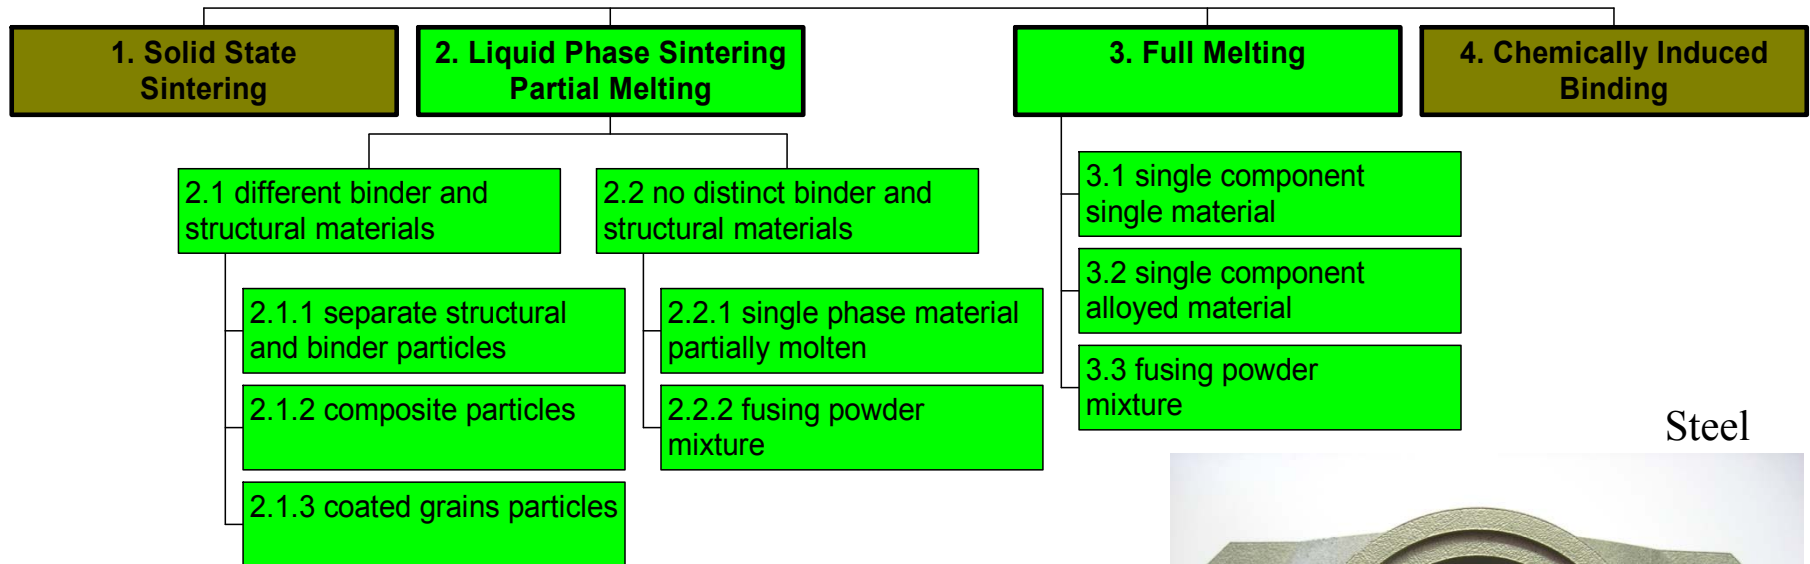 1. Solid State
Sintering
2. Liquid Phase Sintering
Partial Melting
3. Full Melting
4. Chemically Induced
Binding
2.1 different binder and
structural materials
2.2 no distinct binder and
structural materials
2.1.1 separate structural
and binder particles
2.1.2 composite particles
2.1.3 coated grains particles
2.2.1 single phase material
partially molten
2.2.2 fusing powder
mixture
3.1 single component
single material
3.2 single component
alloyed material
3.3 fusing powder
mixture
Steel